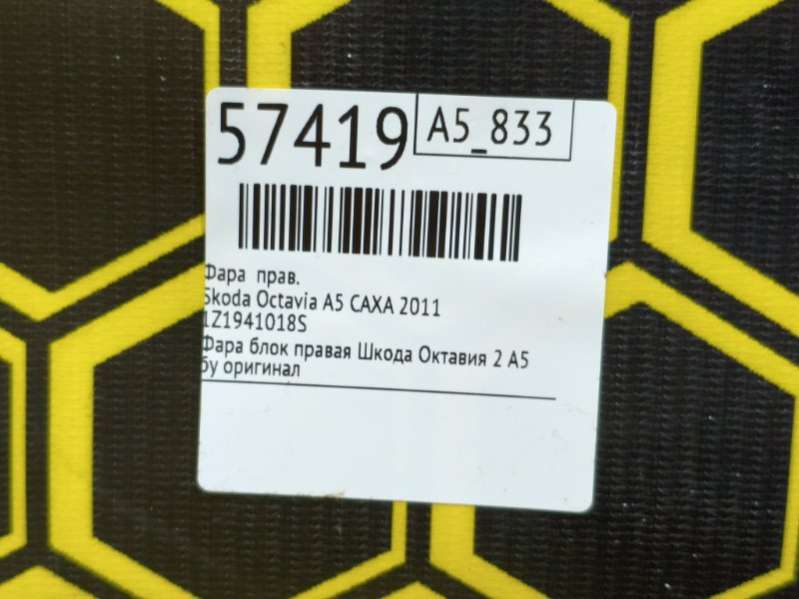 57419
A5_833
Фара прав.
Skoda Octavia A5 CAXA 2011
1Z1941018S
Фара блок правая Шкода Октавия 2 А5
бу оригинал